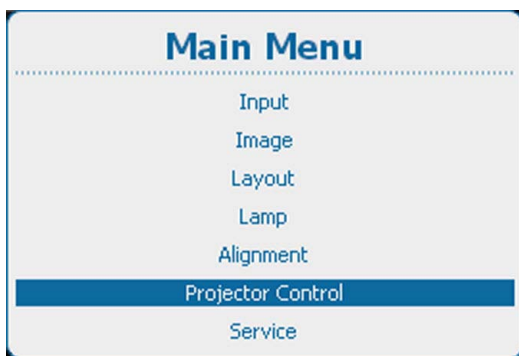 Main Menu
Input
Image
Layout
Lamp
Alignment
Projector Control
Service